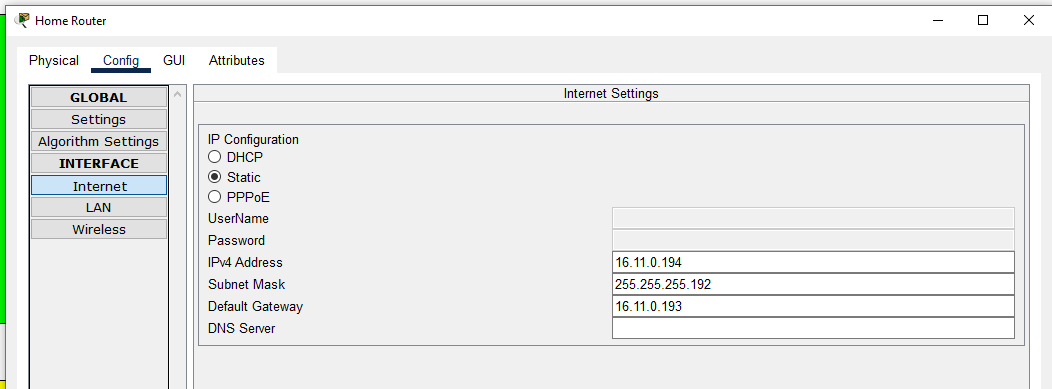 Home Router
Physical Config GUI Attributes
GLOBAL
Settings
Algorithm Settings
INTERFACE
Internet
LAN
Wireless
Internet Settings
IP Configuration
DHCP
Static
PPPoE
UserName
Password
IPv4 Address 16.11.0.194
Subnet Mask 255.255.255.192
Default Gateway 16.11.0.193
DNS Server